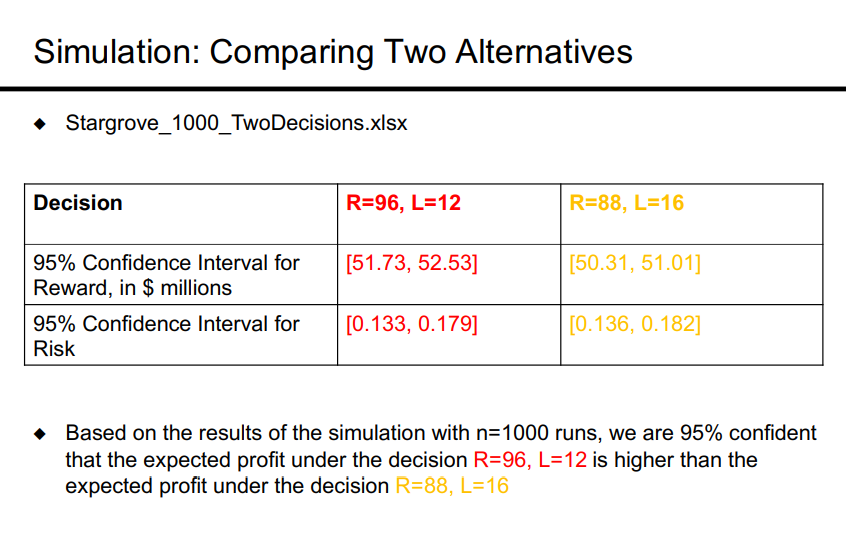 Simulation: Comparing Two Alternatives
◆ Stargrove_1000_TwoDecisions.xlsx
Decision R=96, L=12 R=88, L=16
95% Confidence Interval for Reward, in $ millions [51.73, 52.53] [50.31, 51.01]
95% Confidence Interval for Risk [0.133, 0.179] [0.136, 0.182]
◆ Based on the results of the simulation with n=1000 runs, we are 95% confident
that the expected profit under the decision R=96, L=12 is higher than the
expected profit under the decision R=88, L=16